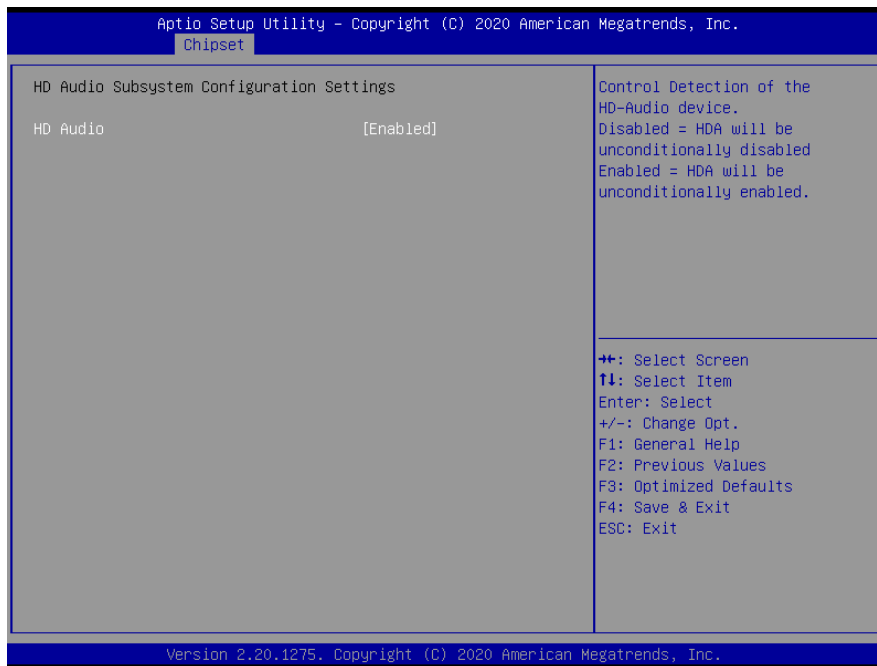 Aptio Setup Utility – Copyright (C) 2020 American Megatrends, Inc.
Chipset
HD Audio Subsystem Configuration Settings
HD Audio [Enabled]
Control Detection of the
HD-Audio device.
Disabled = HDA will be
unconditionally disabled
Enabled = HDA will be
unconditionally enabled.
→←: Select Screen
↑↓: Select Item
Enter: Select
+/-: Change Opt.
F1: General Help
F2: Previous Values
F3: Optimized Defaults
F4: Save & Exit
ESC: Exit
Version 2.20.1275. Copyright (C) 2020 American Megatrends, Inc.